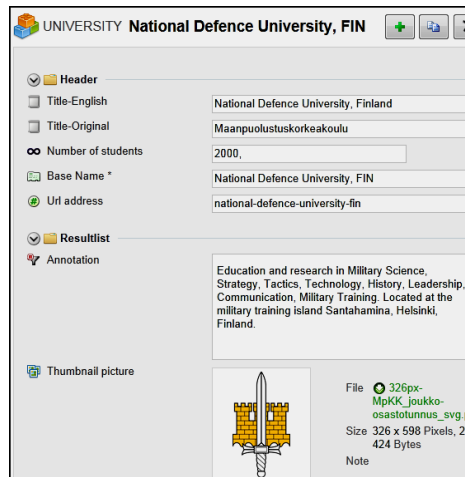 UNIVERSITY National Defence University, FIN
Header
Title-English National Defence University, Finland
Title-Original Maanpuolustuskorkeakoulu
Number of students 2000,
Base Name * National Defence University, FIN
Url address national-defence-university-fin
Resultlist
Annotation Education and research in Military Science,
Strategy, Tactics, Technology, History, Leadership,
Communication, Military Training. Located at the
military training island Santahamina, Helsinki,
Finland.
Thumbnail picture
File 326px-
MpKK_joukko-
osastotunnus_svg.
Size 326 x 598 Pixels, 2
424 Bytes
Note